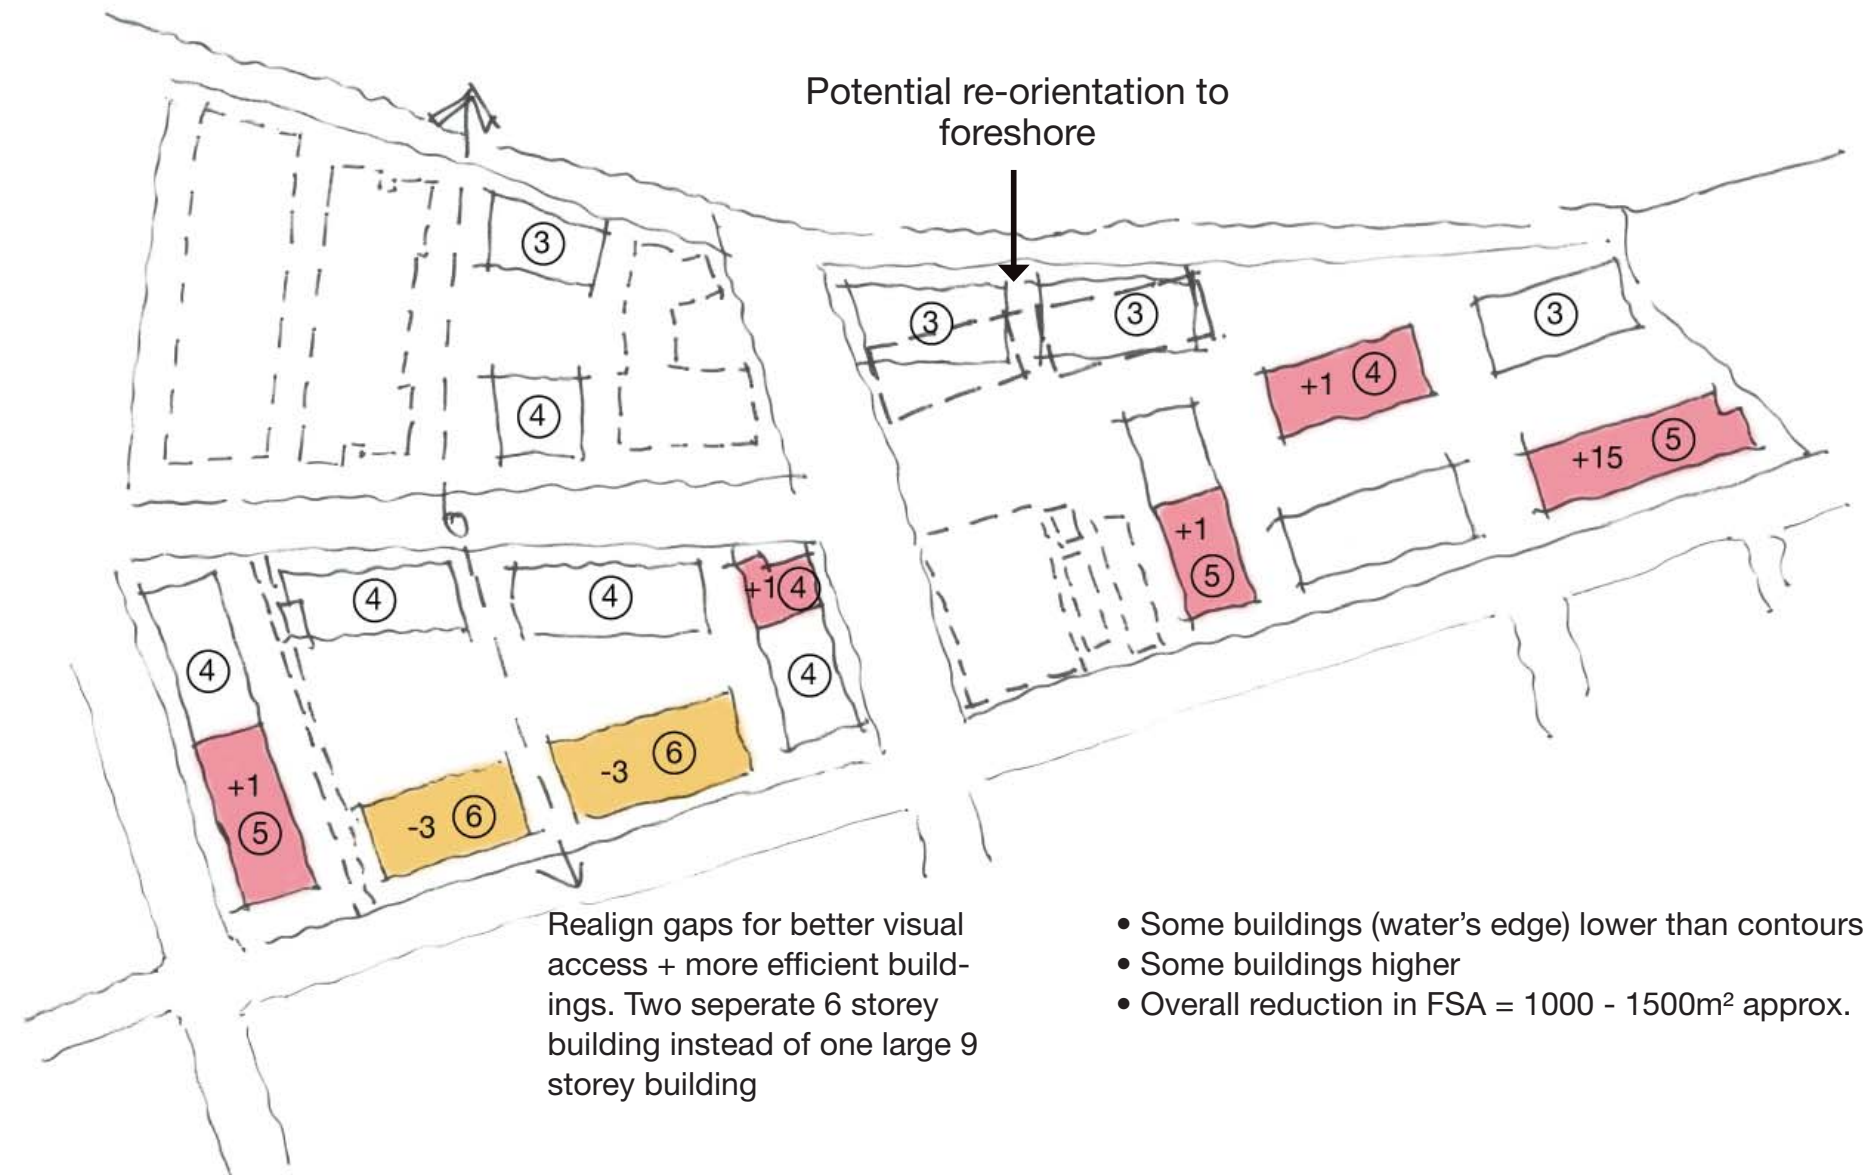 Potential re-orientation to
foreshore
3
3
3
3
+1 4
4
+15 5
+1
5
4
4
+1 4
4
4
-3 6
+1
5
-3 6
Realign gaps for better visual
access + more efficient build-
ings. Two seperate 6 storey
building instead of one large 9
storey building
• Some buildings (water’s edge) lower than contours
• Some buildings higher
• Overall reduction in FSA = 1000 - 1500m² approx.